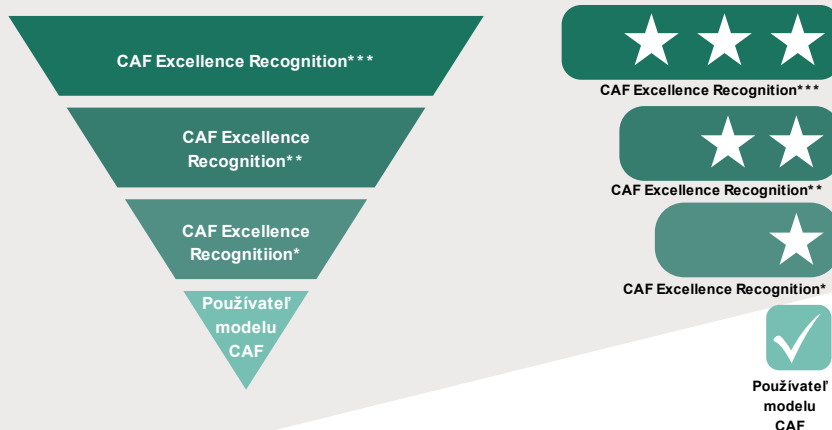 CAF Excellence Recognition***
CAF Excellence
Recognition**
CAF Excellence
Recognitiion*
Používateľ
modelu
CAF
CAF Excellence Recognition***
CAF Excellence Recognition**
CAF Excellence Recognition*
Používateľ
modelu
CAF